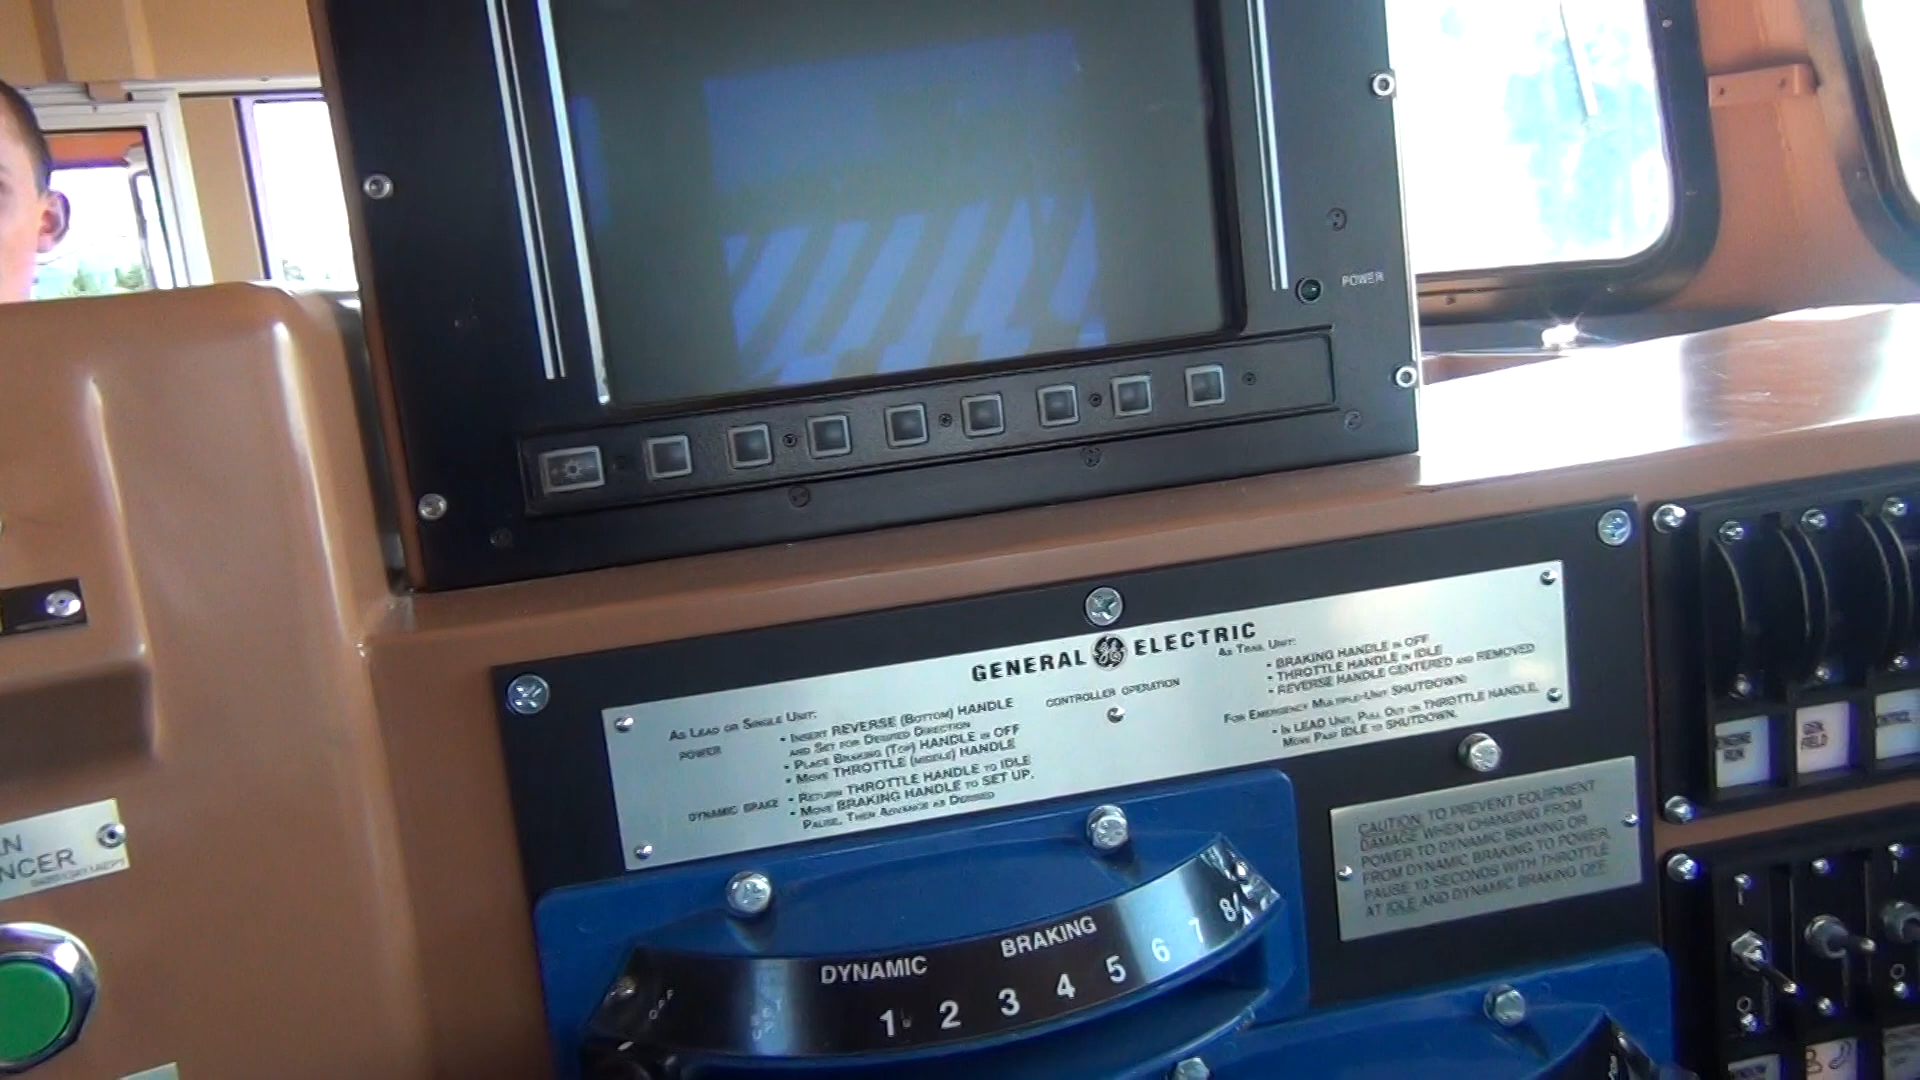 POWER
GENERAL ELECTRIC
CONTROLLER OPERATION
AS LEAD OR SINGLE UNIT:
POWER
• INSERT REVERSE (BOTTOM) HANDLE
AND SET FOR DESIRED DIRECTION
• PLACE BRAKING (TOP) HANDLE IN OFF
• MOVE THROTTLE (MIDDLE) HANDLE
DYNAMIC BRAKE
• RETURN THROTTLE HANDLE TO IDLE
• MOVE BRAKING HANDLE TO SET UP,
PAUSE, THEN ADVANCE AS DESIRED
AS TRAIL UNIT:
• BRAKING HANDLE IN OFF
• THROTTLE HANDLE IN IDLE
• REVERSE HANDLE CENTERED AND REMOVED
FOR EMERGENCY MULTIPLE-UNIT SHUTDOWN:
• IN LEAD UNIT, PULL OUT ON THROTTLE HANDLE,
MOVE PAST IDLE TO SHUTDOWN.
CAUTION: TO PREVENT EQUIPMENT
DAMAGE WHEN CHANGING FROM
POWER TO DYNAMIC BRAKING OR
FROM DYNAMIC BRAKING TO POWER,
PAUSE 10 SECONDS WITH THROTTLE
AT IDLE AND DYNAMIC BRAKING OFF.
ENGINE
RUN
GEN.
FIELD
NCER
DYNAMIC BRAKING
OFF
1 2 3 4 5 6 7 8